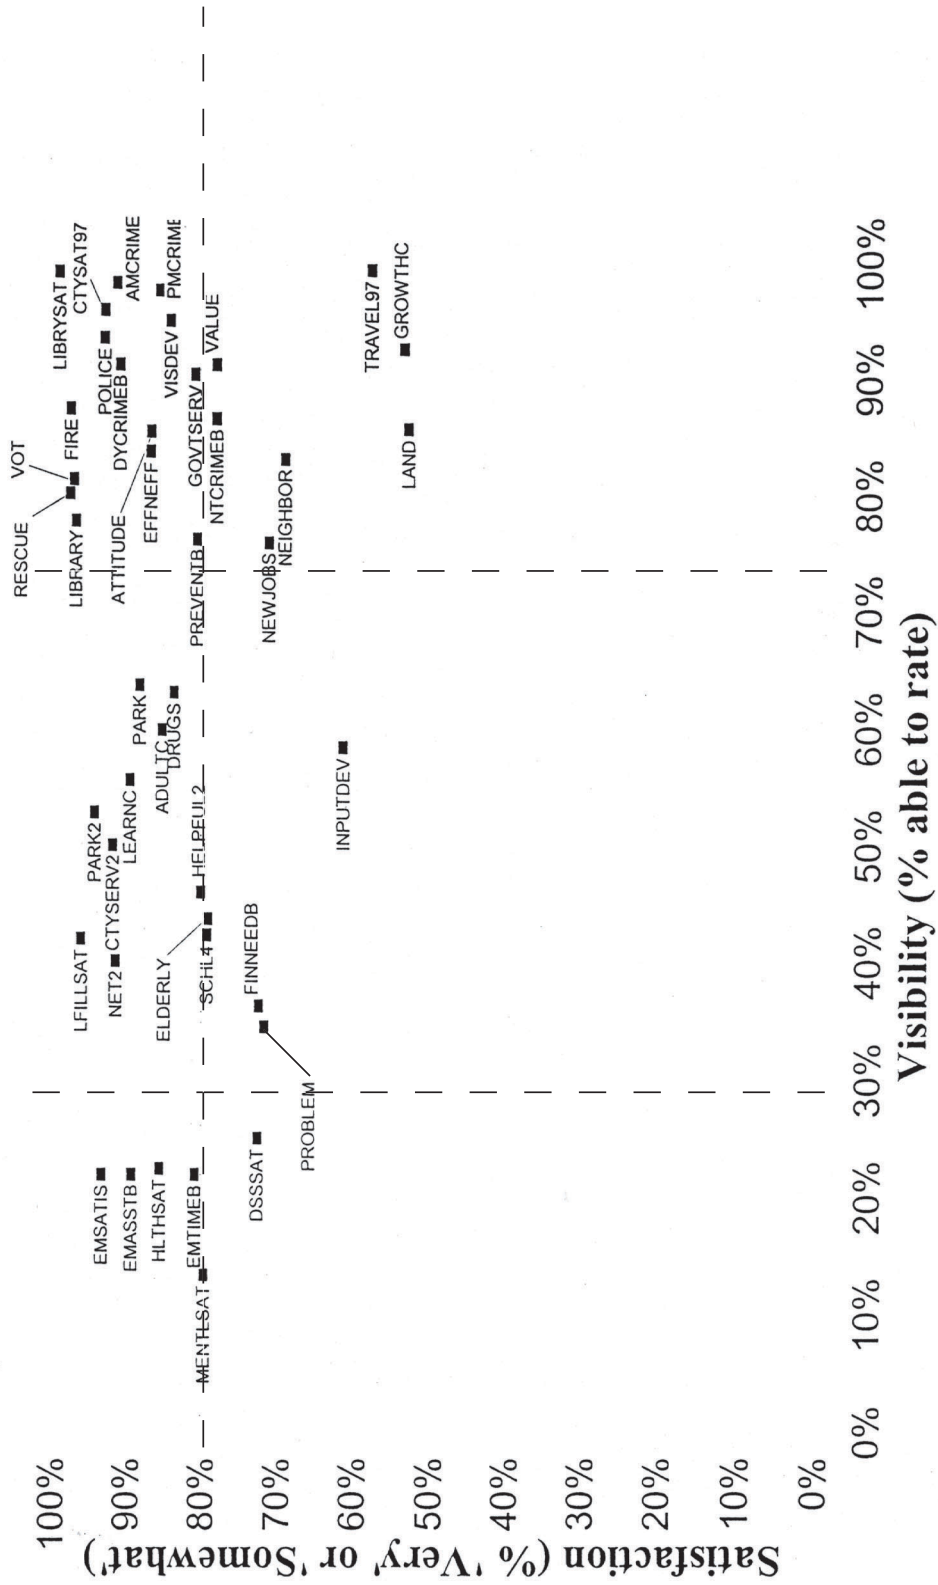 100%
90%
80%
70%
60%
50%
40%
30%
20%
10%
0%
Satisfaction (% 'Very' or 'Somewhat')
RESCUE
VOT
LIBRARY
FIRE
LIBRYSAT
CTYSAT97
POLICE
AMCRIME
DYCRIMEB
ATTITUDE
EFFNEFF
PMCRIME
VISDEV
VALUE
GOVTSERV
NTCRIMEB
PREVENTB
NEWJOBS
NEIGHBOR
TRAVEL97
GROWTHC
LAND
LFILLSAT
PARK2
NET2
CTYSERV2
LEARNC
PARK
ADULTC
DRUGS
ELDERLY
HELPEUL2
SCHL4
FINNEEDB
INPUTDEV
EMSATIS
EMASSTB
HLTHSAT
EMTIMEB
MENTLSAT
DSSSAT
PROBLEM
0%
10%
20%
30%
40%
50%
60%
70%
80%
90%
100%
Visibility (% able to rate)